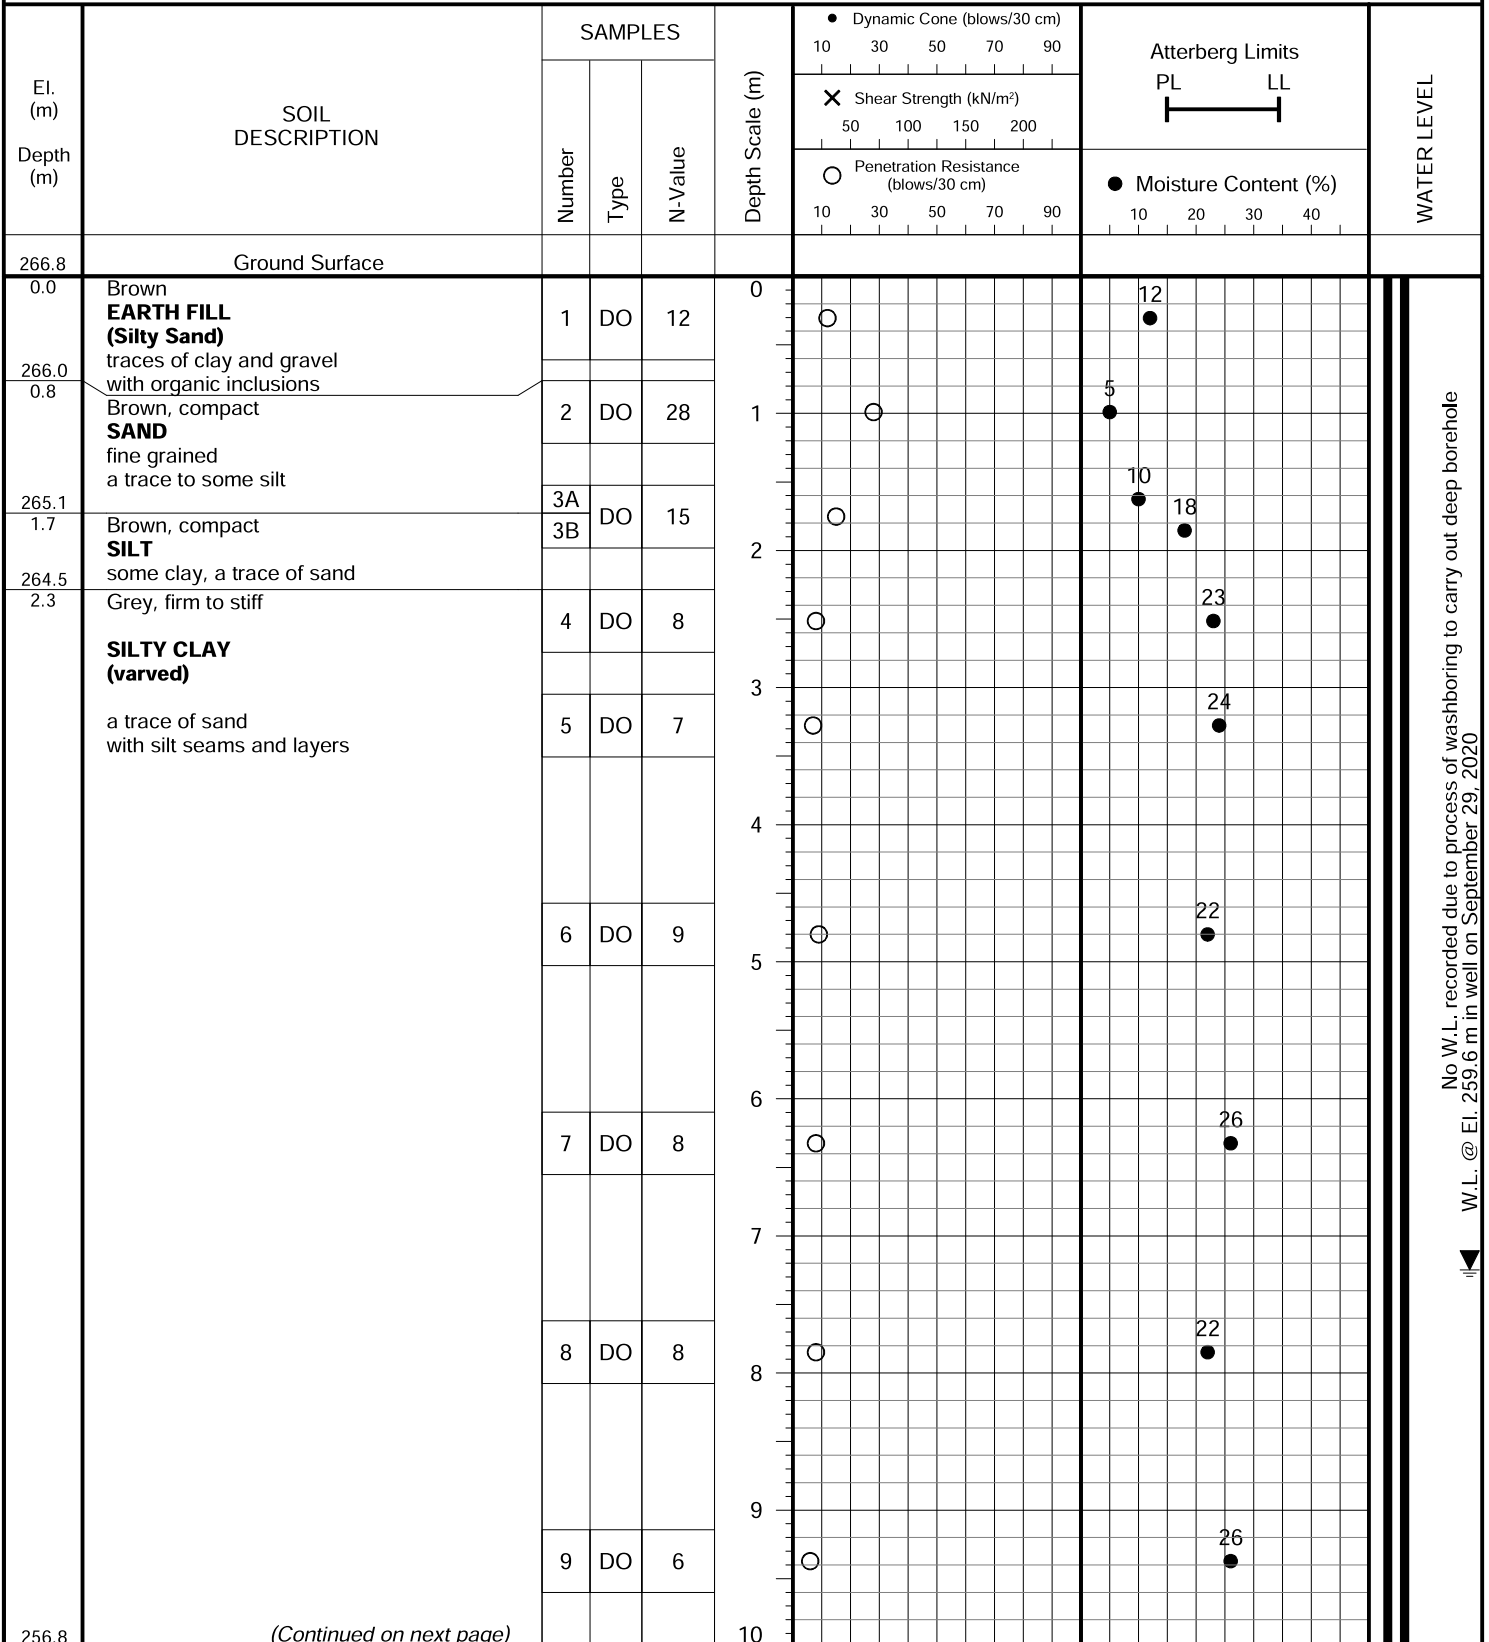 SAMPLES
El.
(m)
Depth
(m)
SOIL
DESCRIPTION
Number
Type
N-Value
Depth Scale (m)
● Dynamic Cone (blows/30 cm)
10 30 50 70 90
✕ Shear Strength (kN/m²)
50 100 150 200
○ Penetration Resistance
(blows/30 cm)
10 30 50 70 90
Atterberg Limits
PL LL
● Moisture Content (%)
10 20 30 40
WATER LEVEL
266.8 Ground Surface
0.0 Brown
EARTH FILL
(Silty Sand)
traces of clay and gravel
with organic inclusions
1 DO 12
0
12
266.0
0.8 Brown, compact
SAND
fine grained
a trace to some silt
2 DO 28
1
5
265.1
3A
3B
DO 15
10
18
1.7 Brown, compact
SILT
some clay, a trace of sand
2
264.5
2.3 Grey, firm to stiff
SILTY CLAY
(varved)
a trace of sand
with silt seams and layers
4 DO 8
23
3
5 DO 7
24
4
6 DO 9
22
5
6
7 DO 8
26
7
8 DO 8
22
8
9
9 DO 6
26
256.8 (Continued on next page) 10
No W.L. recorded due to process of washboring to carry out deep borehole
W.L. @ El. 259.6 m in well on September 29, 2020